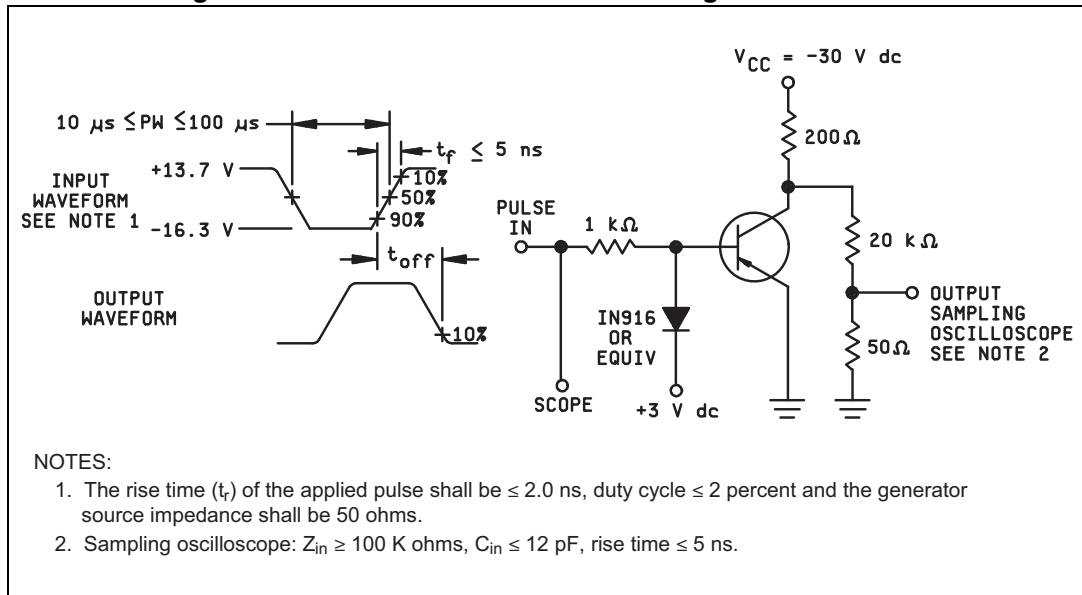 V_CC = -30 V dc
10 μs ≤PW ≤100 μs
200Ω
t_f ≤ 5 ns
+13.7 V
10%
INPUT
WAVEFORM
SEE NOTE 1
50%
90%
-16.3 V
PULSE
IN
1 kΩ
20 kΩ
t_off
OUTPUT
WAVEFORM
10%
IN916
OR
EQUIV
OUTPUT
SAMPLING
OSCILLOSCOPE
SEE NOTE 2
50Ω
SCOPE
+3 V dc
NOTES:
1. The rise time (t_r) of the applied pulse shall be ≤ 2.0 ns, duty cycle ≤ 2 percent and the generator
source impedance shall be 50 ohms.
2. Sampling oscilloscope: Z_in ≥ 100 K ohms, C_in ≤ 12 pF, rise time ≤ 5 ns.